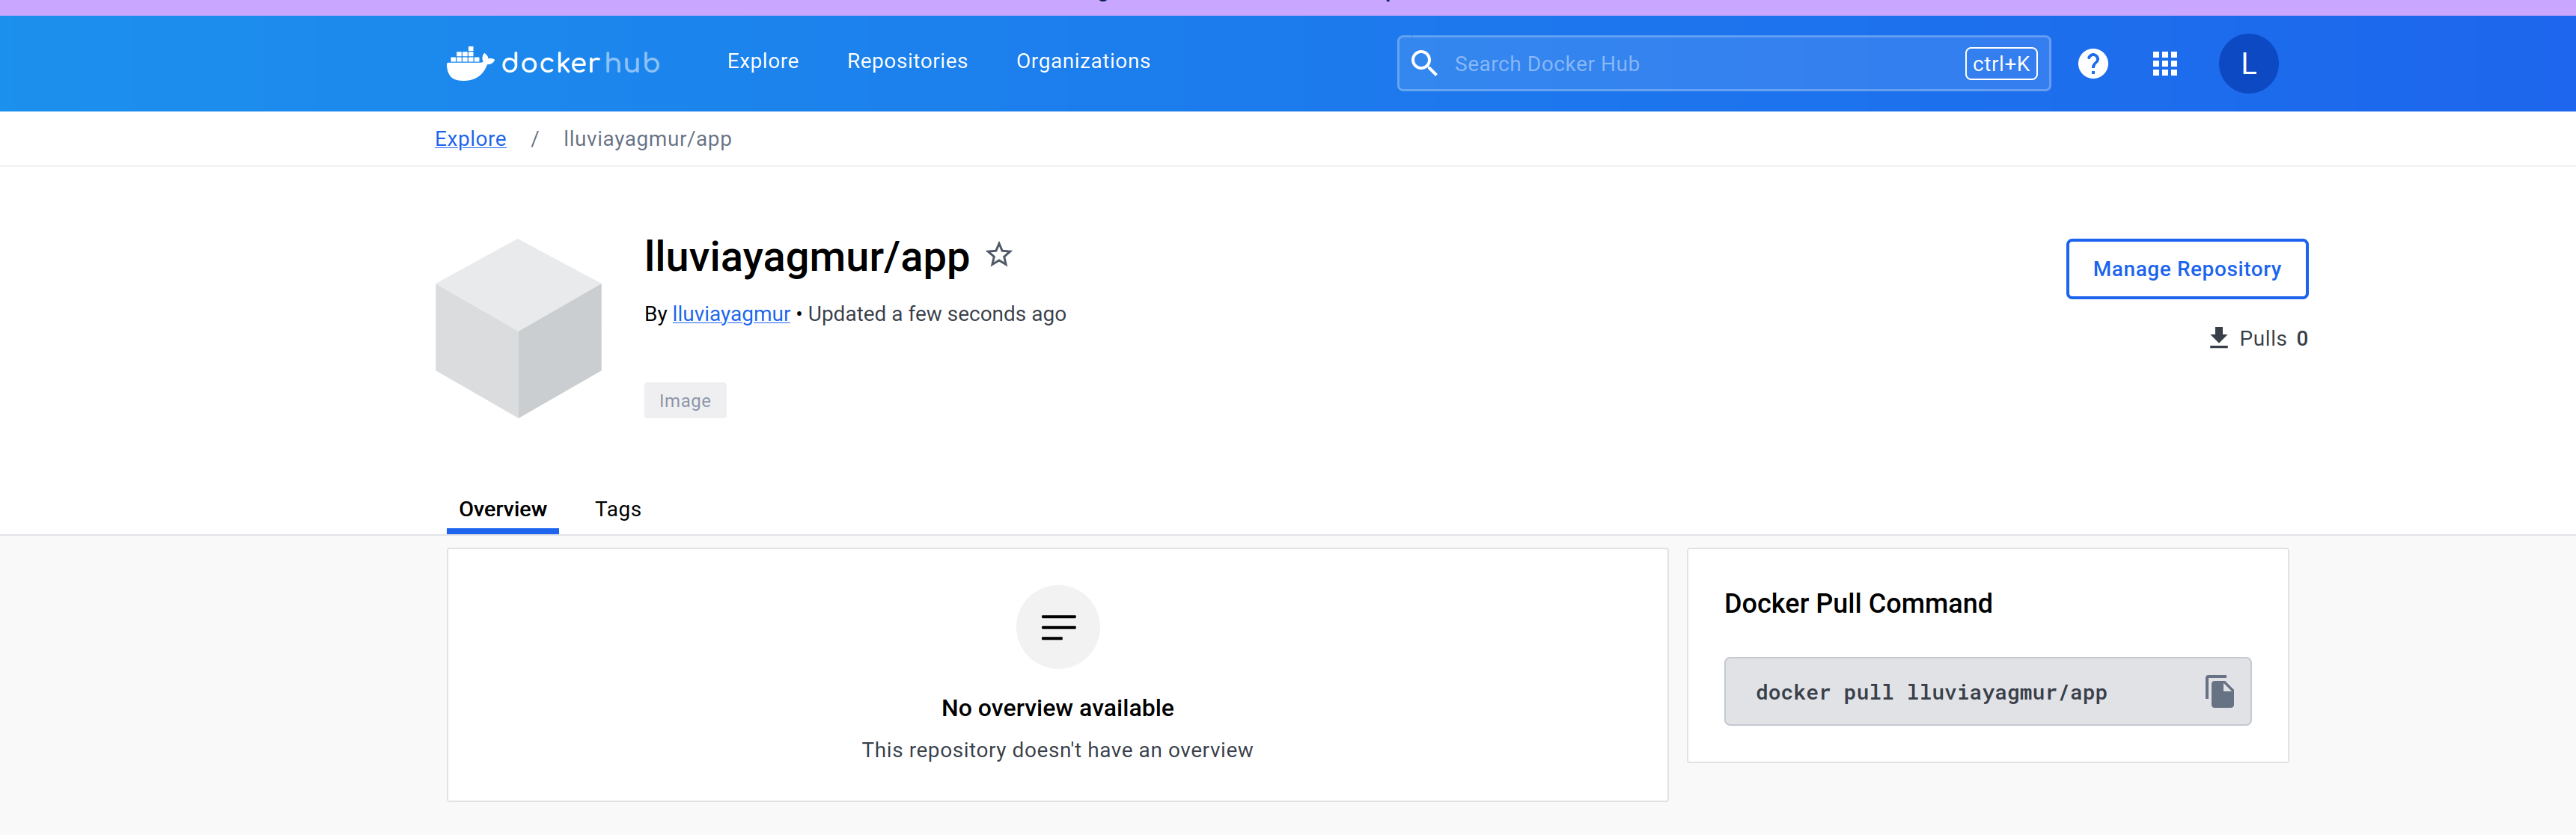 dockerhub
Explore Repositories Organizations
Search Docker Hub ctrl+K
? L
Explore / lluviayagmur/app
lluviayagmur/app
By lluviayagmur • Updated a few seconds ago
Image
Manage Repository
Pulls 0
Overview Tags
No overview available
This repository doesn't have an overview
Docker Pull Command
docker pull lluviayagmur/app